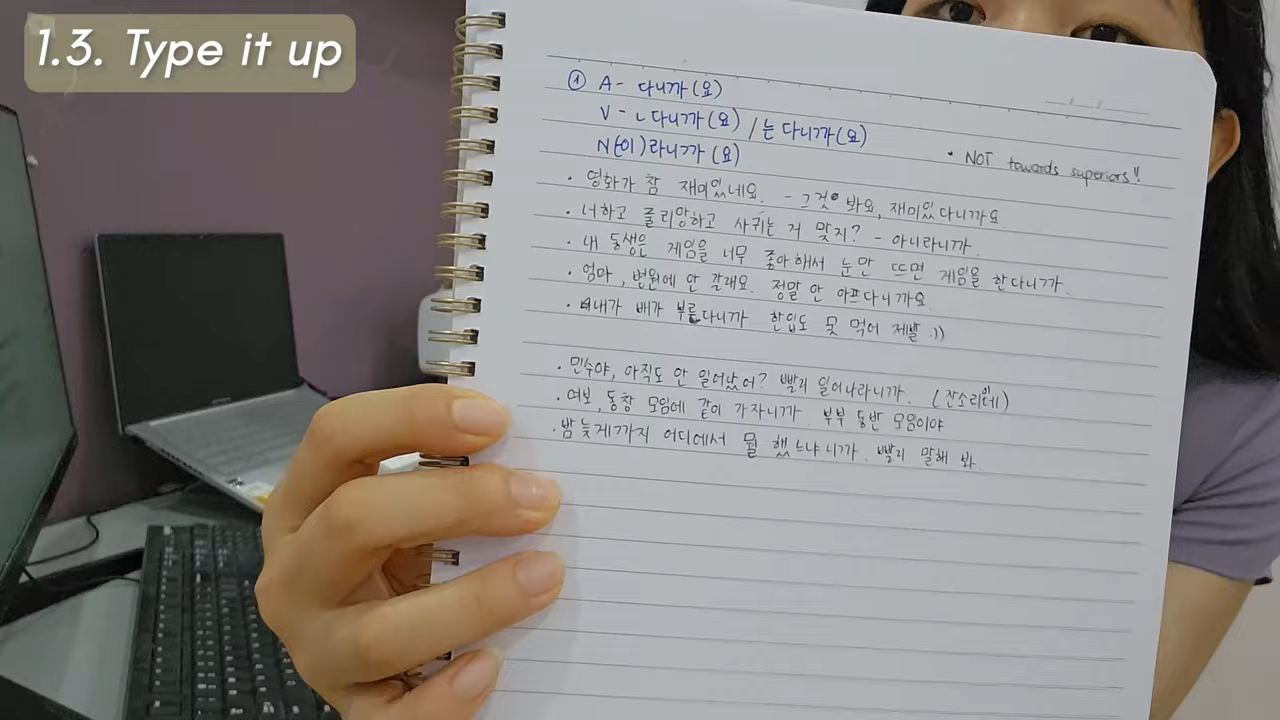 1.3. Type it up
① A- 다니까 (요)
V - ㄴ다니까 (요) / 는 다니까 (요)
N(이)라니까 (요)
• NOT towards superiors!!
• 영화가 참 재미있네요. - 그것 봐요, 재미있다니까요
• 너하고 줄리앙하고 사귀는 거 맞지? - 아니라니까.
• 내 동생은 게임을 너무 좋아해서 눈만 뜨면 게임을 한다니까.
• 엄마, 병원에 안 갈래요. 정말 안 아프다니까요
• 내가 배가 부르다니까 한입도 못 먹어 제발 :))
• 민수야, 아직도 안 일어났어? 빨리 일어나라니까.
• 여보, 동창 모임에 같이 가자니까. 부부 동반 모임이야
• 밤 늦게까지 어디에서 뭘 했느냐니까. 빨리 말해 봐.